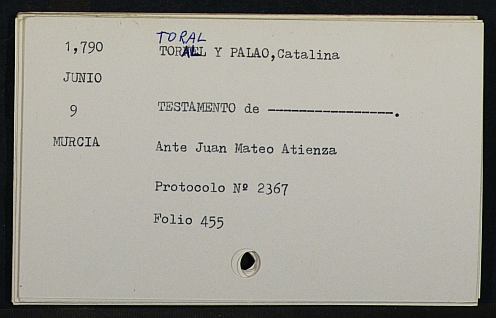 TORAL
1,790 TORAL Y PALAO,Catalina
JUNIO
9 TESTAMENTO de -----------------.
MURCIA Ante Juan Mateo Atienza
Protocolo Nº 2367
Folio 455